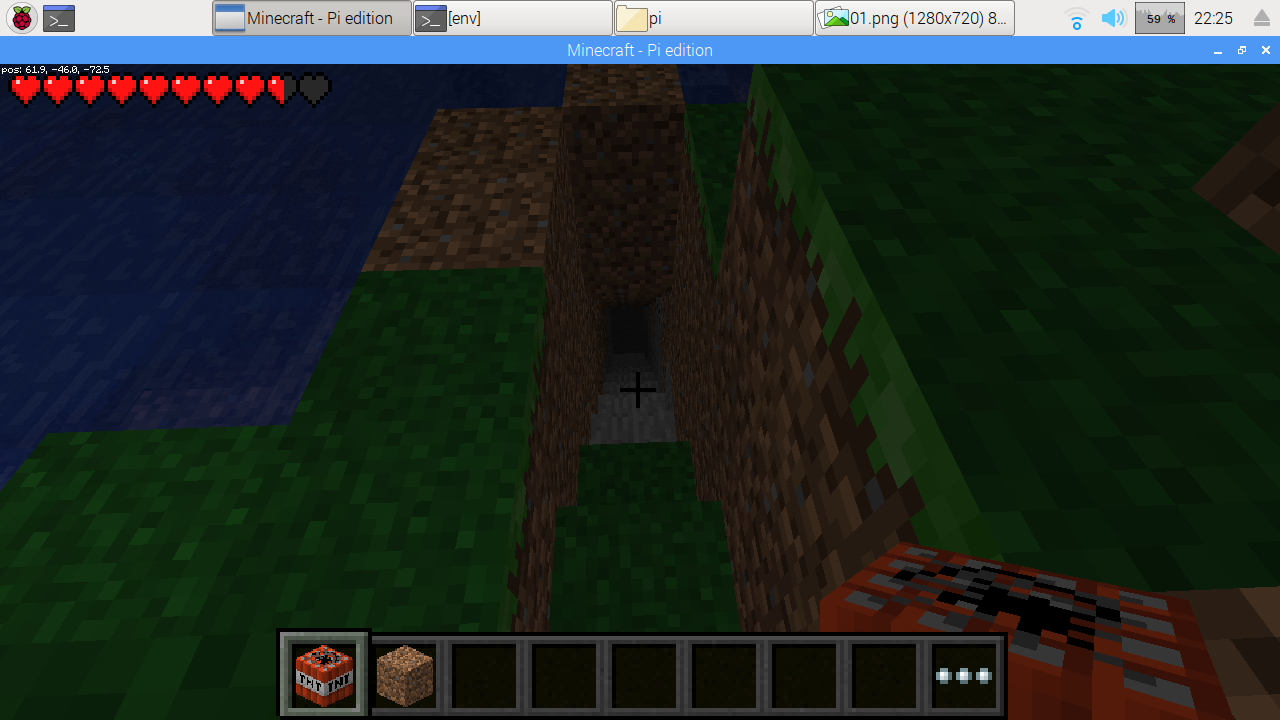 Minecraft - Pi edition
[env]
pi
01.png (1280x720) 8...
59 %
22:25
Minecraft - Pi edition
pos: 61.9, -46.0, -72.5
TNT TNT